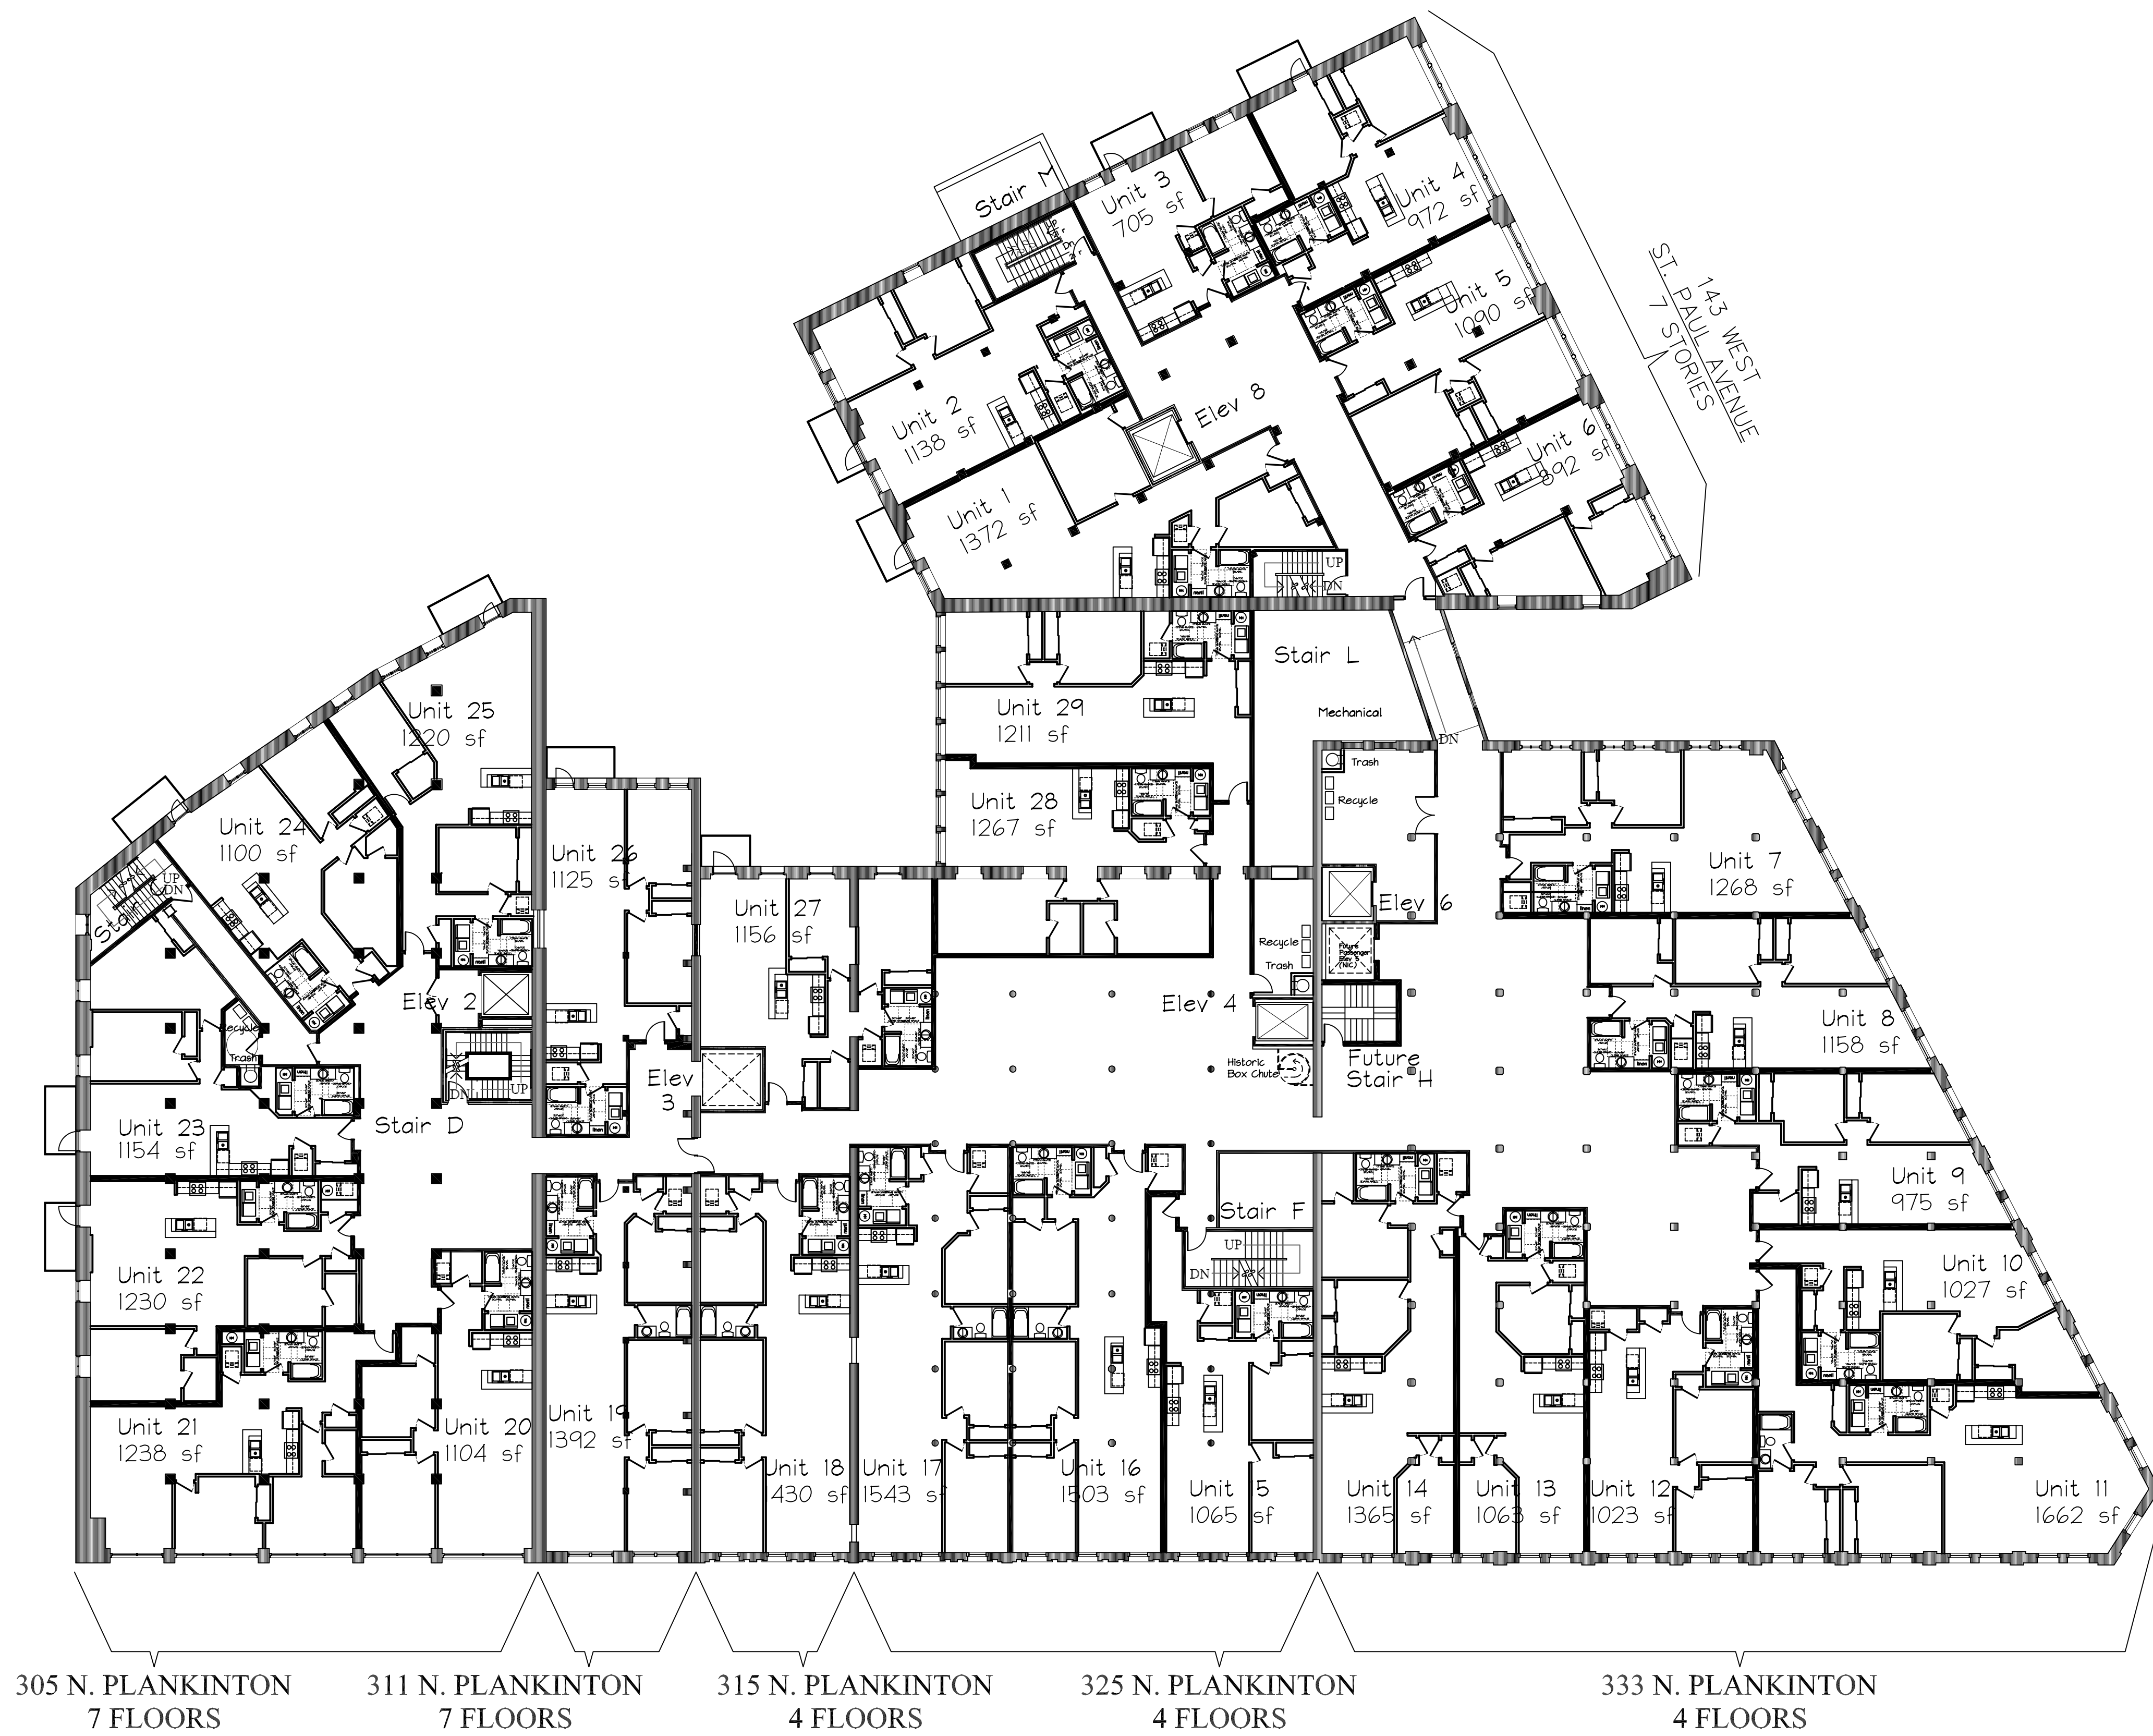 Stair M
Unit 3
705 sf
Unit 4
972 sf
143 WEST
ST. PAUL AVENUE
7 STORIES
Unit 5
1090 sf
Unit 2
1138 sf
Elev 8
Unit 6
892 sf
Unit 1
1372 sf
UP
DN
Stair L
Unit 29
1211 sf
Mechanical
DN
Unit 25
1220 sf
Trash
Recycle
Unit 28
1267 sf
Unit 24
1100 sf
Unit 26
1125 sf
Unit 7
1268 sf
UP
DN
Stair
Unit 27
1156 sf
Elev 6
Recycle
Trash
Future
Passenger
Elev 5
(NIC)
Elev 2
Elev 4
Unit 8
1158 sf
Recycle
Trash
Historic
Box Chute
Future
Stair H
Elev
3
DN
UP
Stair D
Unit 23
1154 sf
Unit 9
975 sf
Stair F
UP
DN
Unit 22
1230 sf
Unit 10
1027 sf
Unit 21
1238 sf
Unit 20
1104 sf
Unit 19
1392 sf
Unit 18
1430 sf
Unit 17
1543 sf
Unit 16
1503 sf
Unit 5
1065 sf
Unit 14
1365 sf
Unit 13
1063 sf
Unit 12
1023 sf
Unit 11
1662 sf
305 N. PLANKINTON
7 FLOORS
311 N. PLANKINTON
7 FLOORS
315 N. PLANKINTON
4 FLOORS
325 N. PLANKINTON
4 FLOORS
333 N. PLANKINTON
4 FLOORS